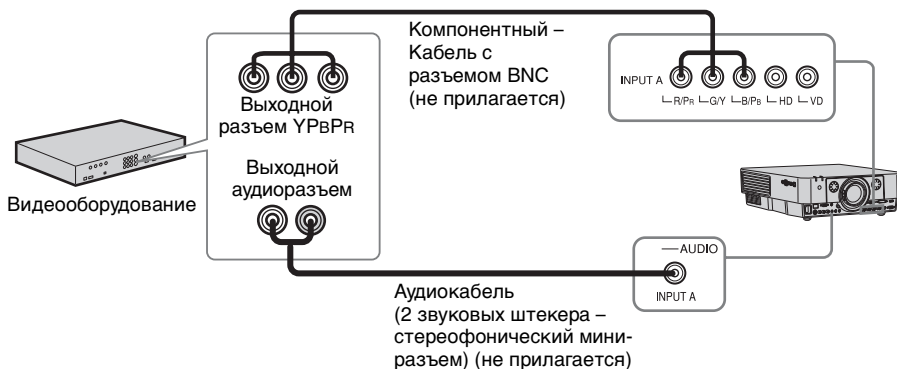 Компонентный –
Кабель с
разъемом BNC
(не прилагается)
INPUT A
R/PR G/Y B/PB HD VD
Выходной
разъем YPBPR
Выходной
аудиоразъем
Видеооборудование
AUDIO
INPUT A
Аудиокабель
(2 звуковых штекера –
стереофонический мини-
разъем) (не прилагается)